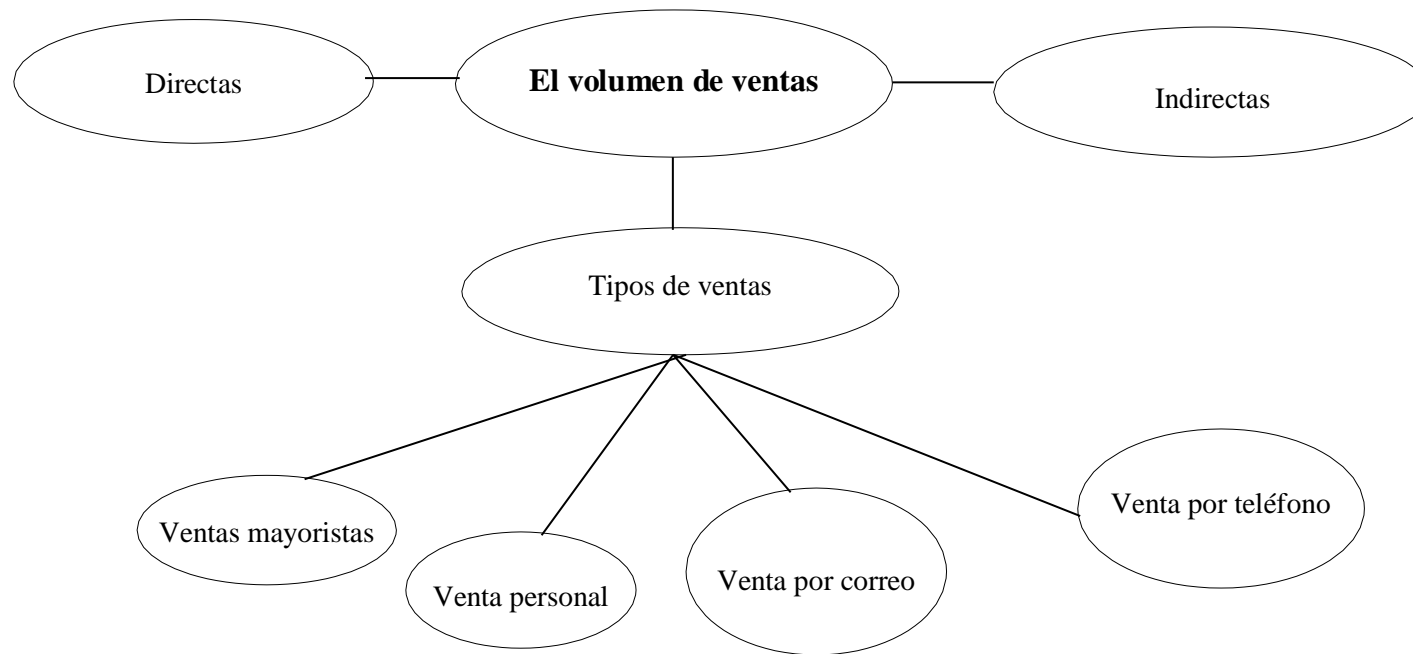 Directas
El volumen de ventas
Indirectas
Tipos de ventas
Ventas mayoristas
Venta personal
Venta por correo
Venta por teléfono